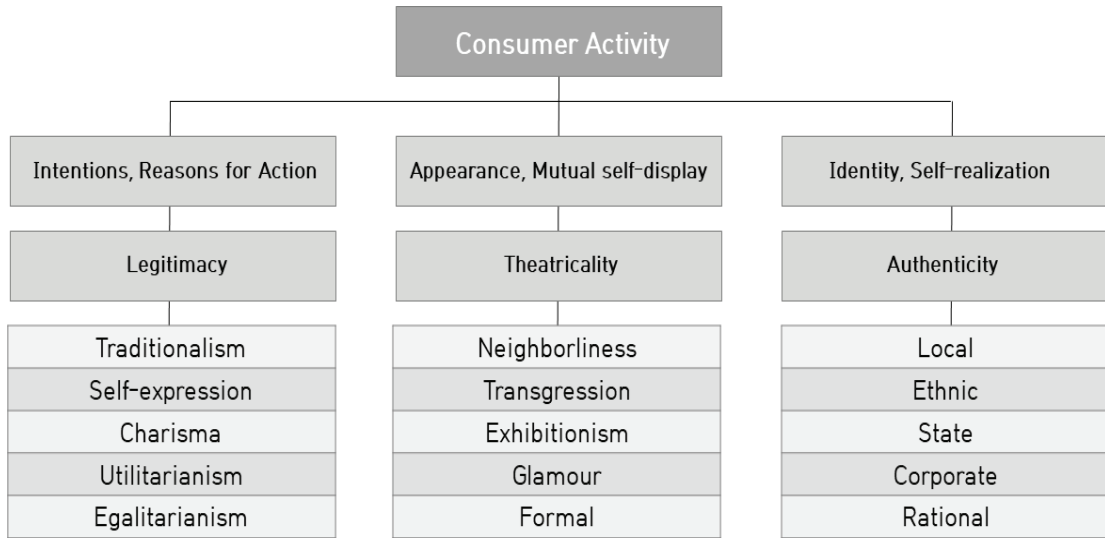 Consumer Activity
Intentions, Reasons for Action
Appearance, Mutual self-display
Identity, Self-realization
Legitimacy
Theatricality
Authenticity
Traditionalism
Self-expression
Charisma
Utilitarianism
Egalitarianism
Neighborliness
Transgression
Exhibitionism
Glamour
Formal
Local
Ethnic
State
Corporate
Rational